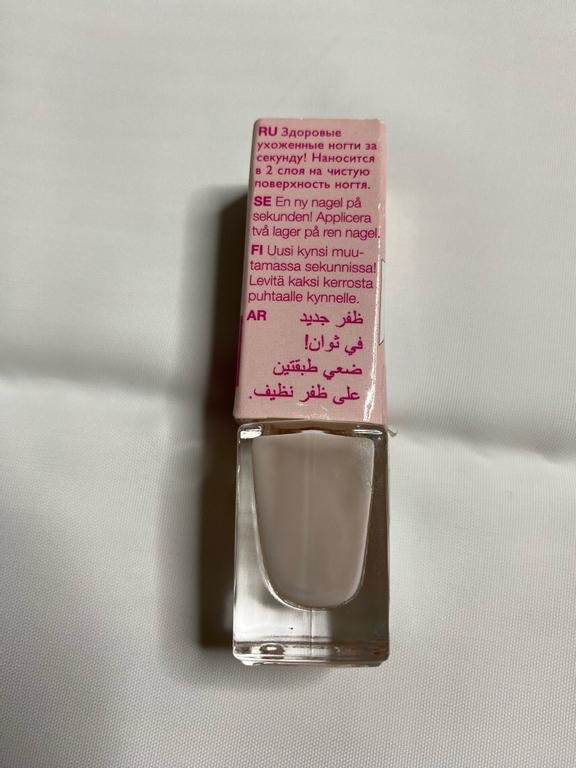 RU Здоровые
ухоженные ногти за
секунду! Наносится
в 2 слоя на чистую
поверхность ногтя.
SE En ny nagel på
sekunden! Applicera
två lager på ren nagel.
FI Uusi kynsi muu-
tamassa sekunnissa!
Levitä kaksi kerrosta
puhtaalle kynnelle.
AR ظفر جديد
في ثوان!
ضعي طبقتين
على ظفر نظيف.